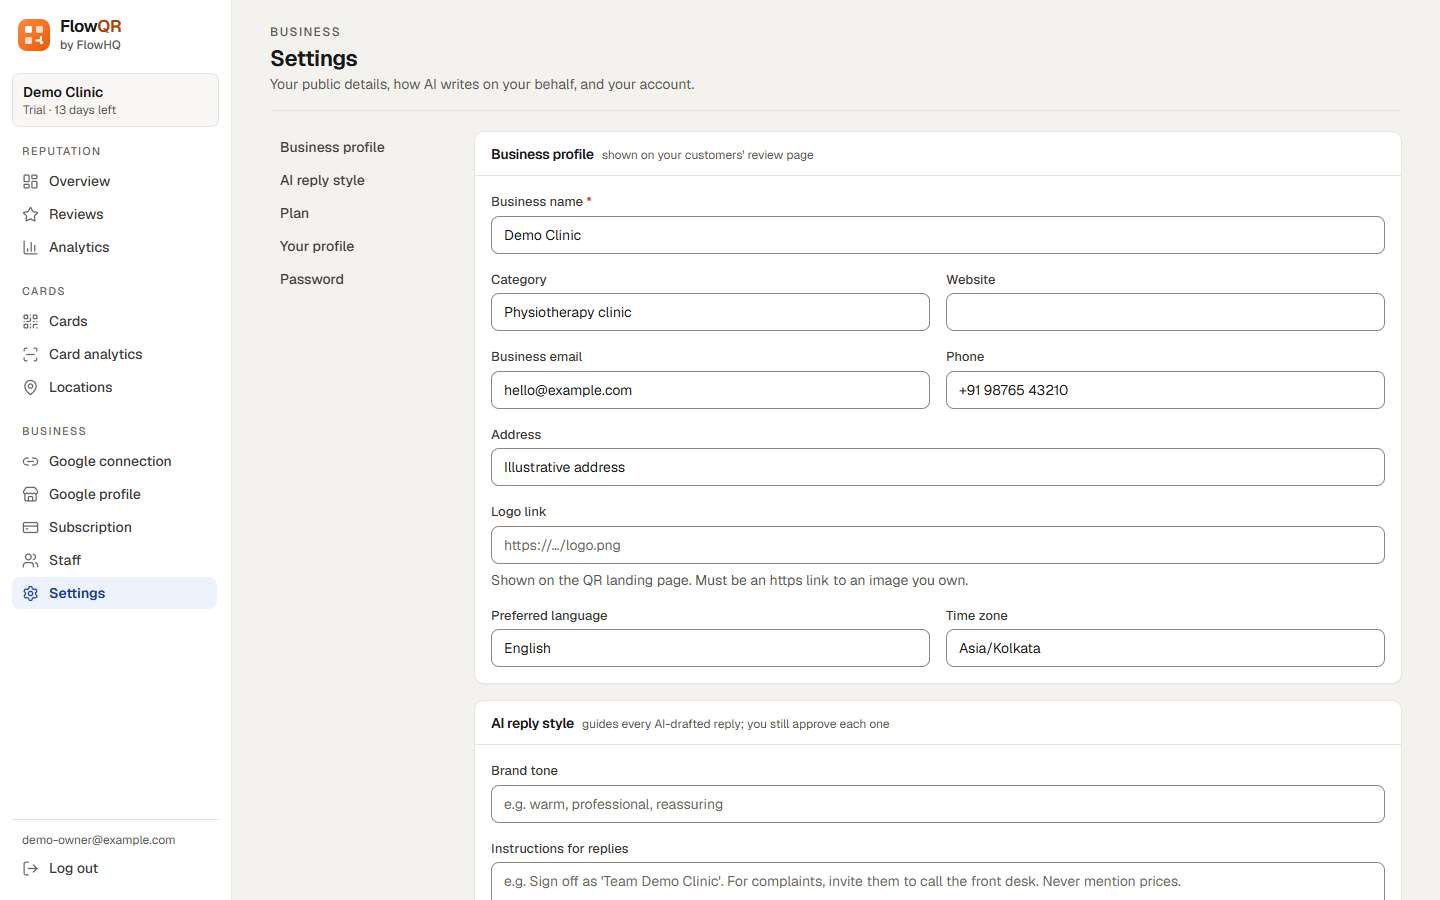 FlowQR
by FlowHQ
Demo Clinic
Trial · 13 days left
REPUTATION
Overview
Reviews
Analytics
CARDS
Cards
Card analytics
Locations
BUSINESS
Google connection
Google profile
Subscription
Staff
Settings
demo-owner@example.com
Log out
BUSINESS
Settings
Your public details, how AI writes on your behalf, and your account.
Business profile
AI reply style
Plan
Your profile
Password
Business profile shown on your customers' review page
Business name *
Demo Clinic
Category Website
Physiotherapy clinic
Business email Phone
hello@example.com +91 98765 43210
Address
Illustrative address
Logo link
https://…/logo.png
Shown on the QR landing page. Must be an https link to an image you own.
Preferred language Time zone
English Asia/Kolkata
AI reply style guides every AI-drafted reply; you still approve each one
Brand tone
e.g. warm, professional, reassuring
Instructions for replies
e.g. Sign off as 'Team Demo Clinic'. For complaints, invite them to call the front desk. Never mention prices.